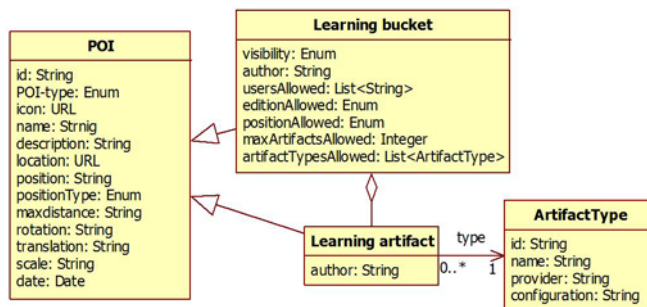 POI
id: String
POI-type: Enum
icon: URL
name: Strnig
description: String
location: URL
position: String
positionType: Enum
maxdistance: String
rotation: String
translation: String
scale: String
date: Date
Learning bucket
visibility: Enum
author: String
usersAllowed: List<String>
editionAllowed: Enum
positionAllowed: Enum
maxArtifactsAllowed: Integer
artifactTypesAllowed: List<ArtifactType>
Learning artifact
author: String
type
0..* 1
ArtifactType
id: String
name: String
provider: String
configuration: String